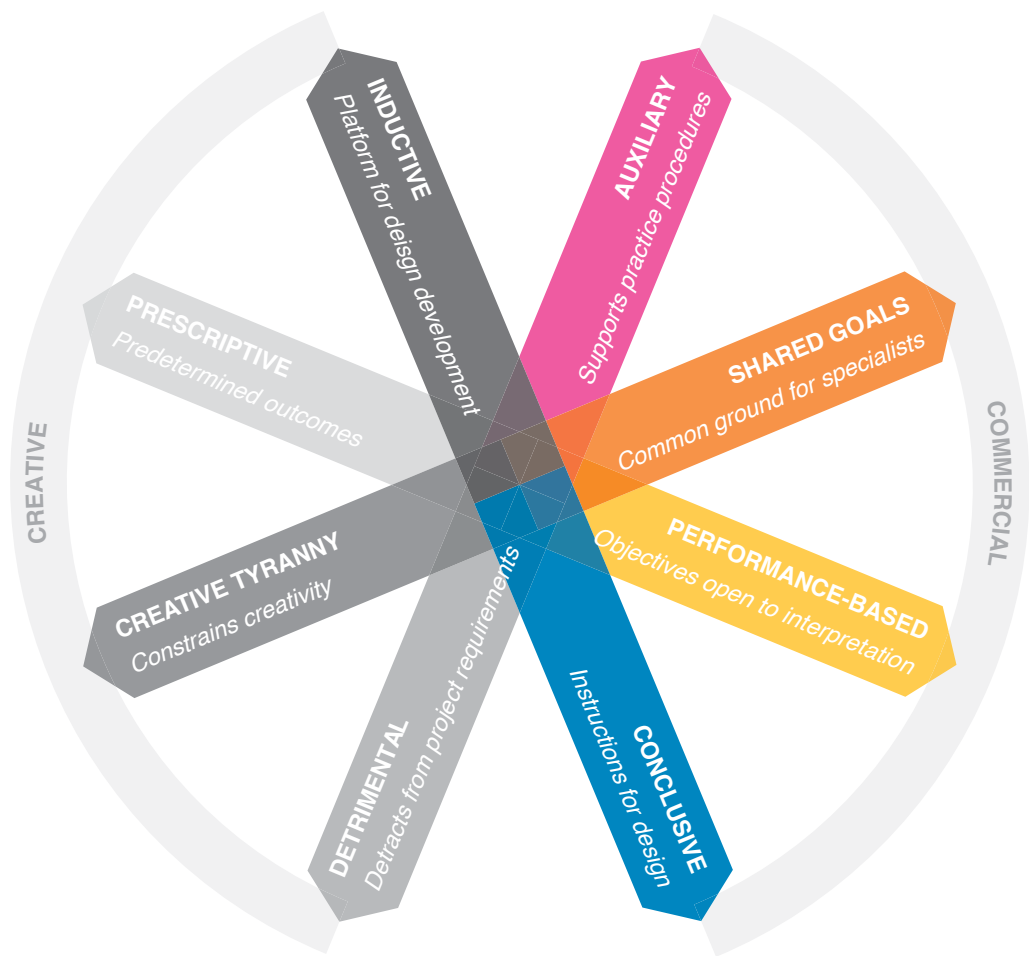 INDUCTIVE
Platform for deisgn development
AUXILIARY
Supports practice procedures
PRESCRIPTIVE
Predetermined outcomes
SHARED GOALS
Common ground for specialists
CREATIVE
COMMERCIAL
CREATIVE TYRANNY
Constrains creativity
PERFORMANCE-BASED
Objectives open to interpretation
DETRIMENTAL
Detracts from project requirements
CONCLUSIVE
Instructions for design